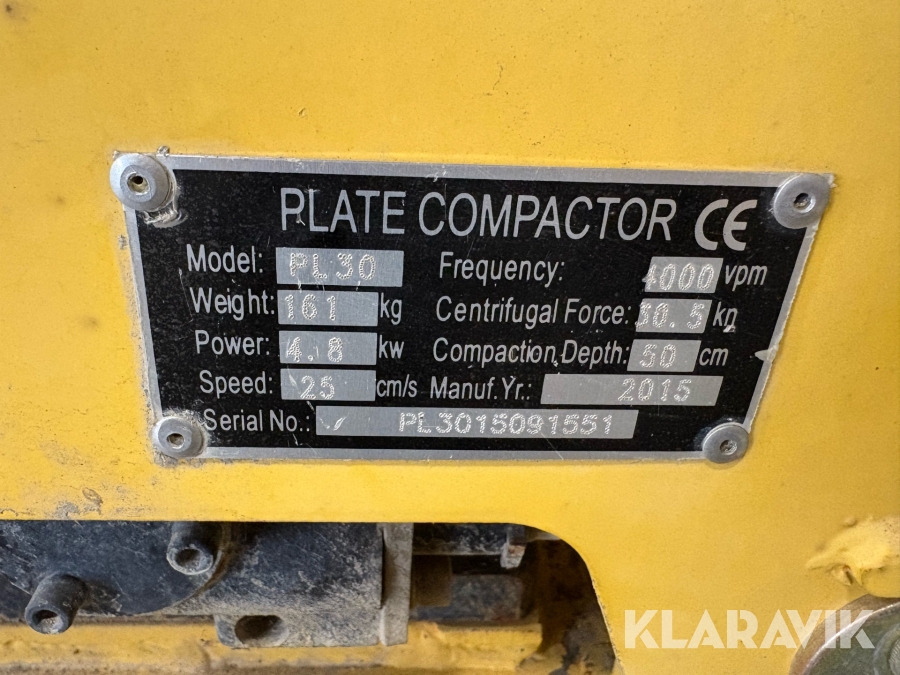 PLATE COMPACTOR CE
Model: PL30 Frequency: 4000 vpm
Weight: 161 kg Centrifugal Force: 30.5 kn
Power: 4.8 kw Compaction Depth: 50 cm
Speed: 25 cm/s Manuf.Yr.: 2015
Serial No.: PL3015091551
KLARAVIK